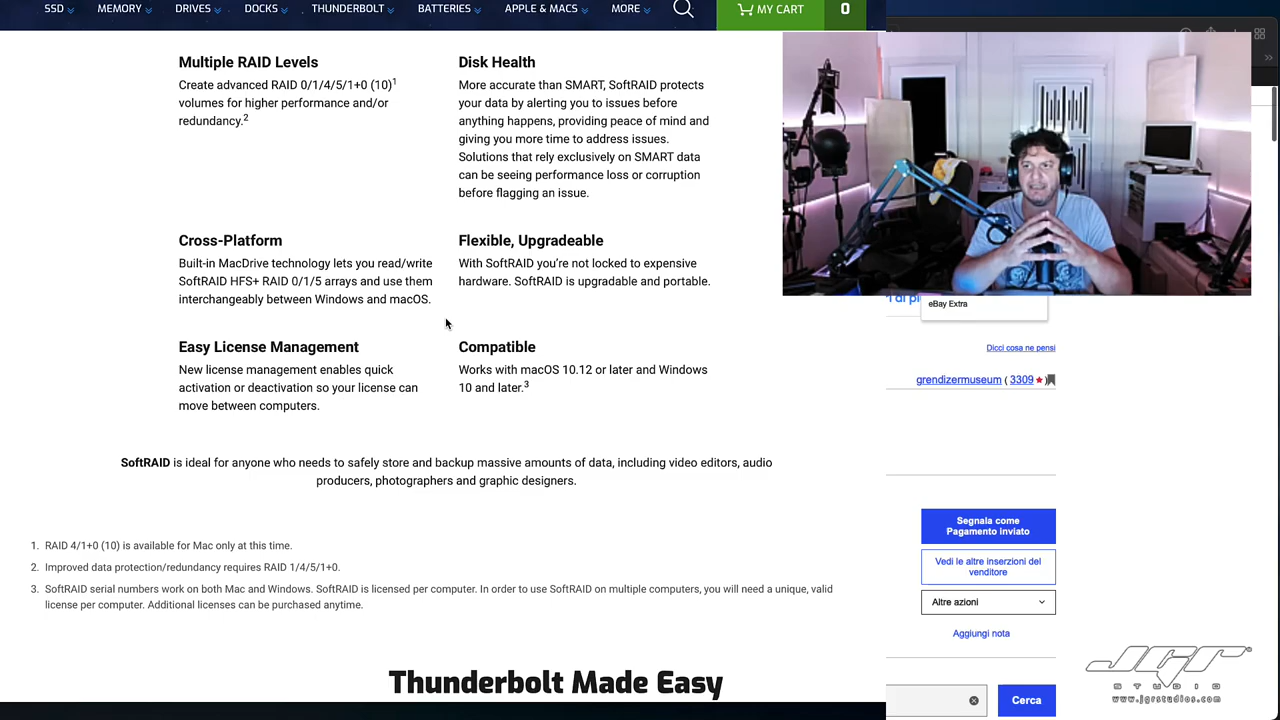 SSD
MEMORY
DRIVES
DOCKS
THUNDERBOLT
BATTERIES
APPLE & MACS
MORE
MY CART
0
Multiple RAID Levels
Create advanced RAID 0/1/4/5/1+0 (10)1
volumes for higher performance and/or
redundancy.2
Disk Health
More accurate than SMART, SoftRAID protects
your data by alerting you to issues before
anything happens, providing peace of mind and
giving you more time to address issues.
Solutions that rely exclusively on SMART data
can be seeing performance loss or corruption
before flagging an issue.
Cross-Platform
Built-in MacDrive technology lets you read/write
SoftRAID HFS+ RAID 0/1/5 arrays and use them
interchangeably between Windows and macOS.
Flexible, Upgradeable
With SoftRAID you’re not locked to expensive
hardware. SoftRAID is upgradable and portable.
Easy License Management
New license management enables quick
activation or deactivation so your license can
move between computers.
Compatible
Works with macOS 10.12 or later and Windows
10 and later.3
SoftRAID is ideal for anyone who needs to safely store and backup massive amounts of data, including video editors, audio
producers, photographers and graphic designers.
1. RAID 4/1+0 (10) is available for Mac only at this time.
2. Improved data protection/redundancy requires RAID 1/4/5/1+0.
3. SoftRAID serial numbers work on both Mac and Windows. SoftRAID is licensed per computer. In order to use SoftRAID on multiple computers, you will need a unique, valid
license per computer. Additional licenses can be purchased anytime.
Thunderbolt Made Easy
eBay Extra
Dicci cosa ne pensi
grendizermuseum ( 3309 )
Segnala come
Pagamento inviato
Vedi le altre inserzioni del
venditore
Altre azioni
Aggiungi nota
Cerca
JGR
STUDIO
www.jgrstudios.com